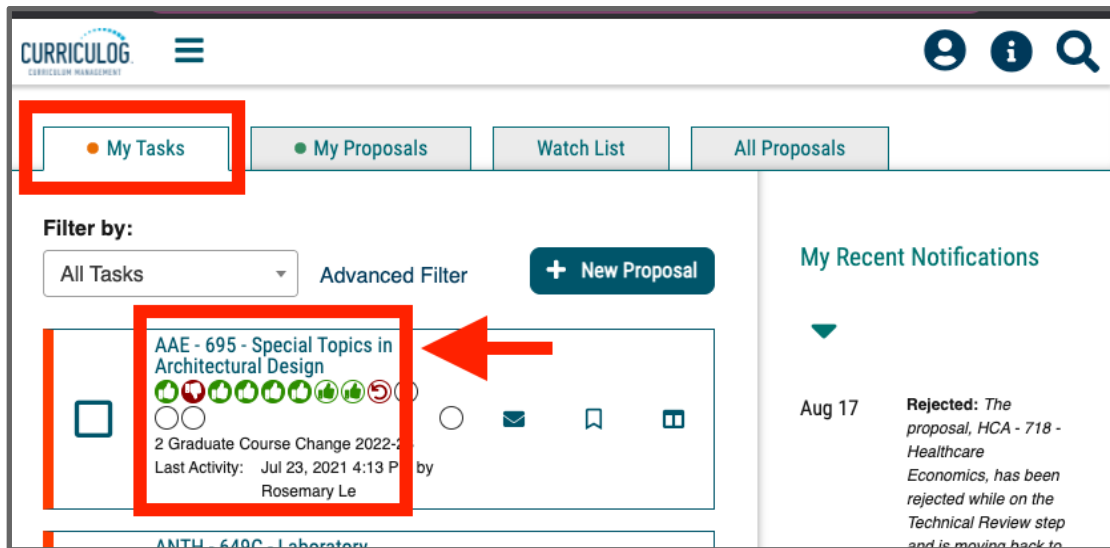 CURRICULOG
CURRICULUM MANAGEMENT
My Tasks
My Proposals
Watch List
All Proposals
Filter by:
All Tasks
Advanced Filter
+ New Proposal
AAE - 695 - Special Topics in
Architectural Design
2 Graduate Course Change 2022-2
Last Activity: Jul 23, 2021 4:13 P by
Rosemary Le
ANTH - 649C - Laboratory
My Recent Notifications
Aug 17
Rejected: The
proposal, HCA - 718 -
Healthcare
Economics, has been
rejected while on the
Technical Review step
and is moving back to